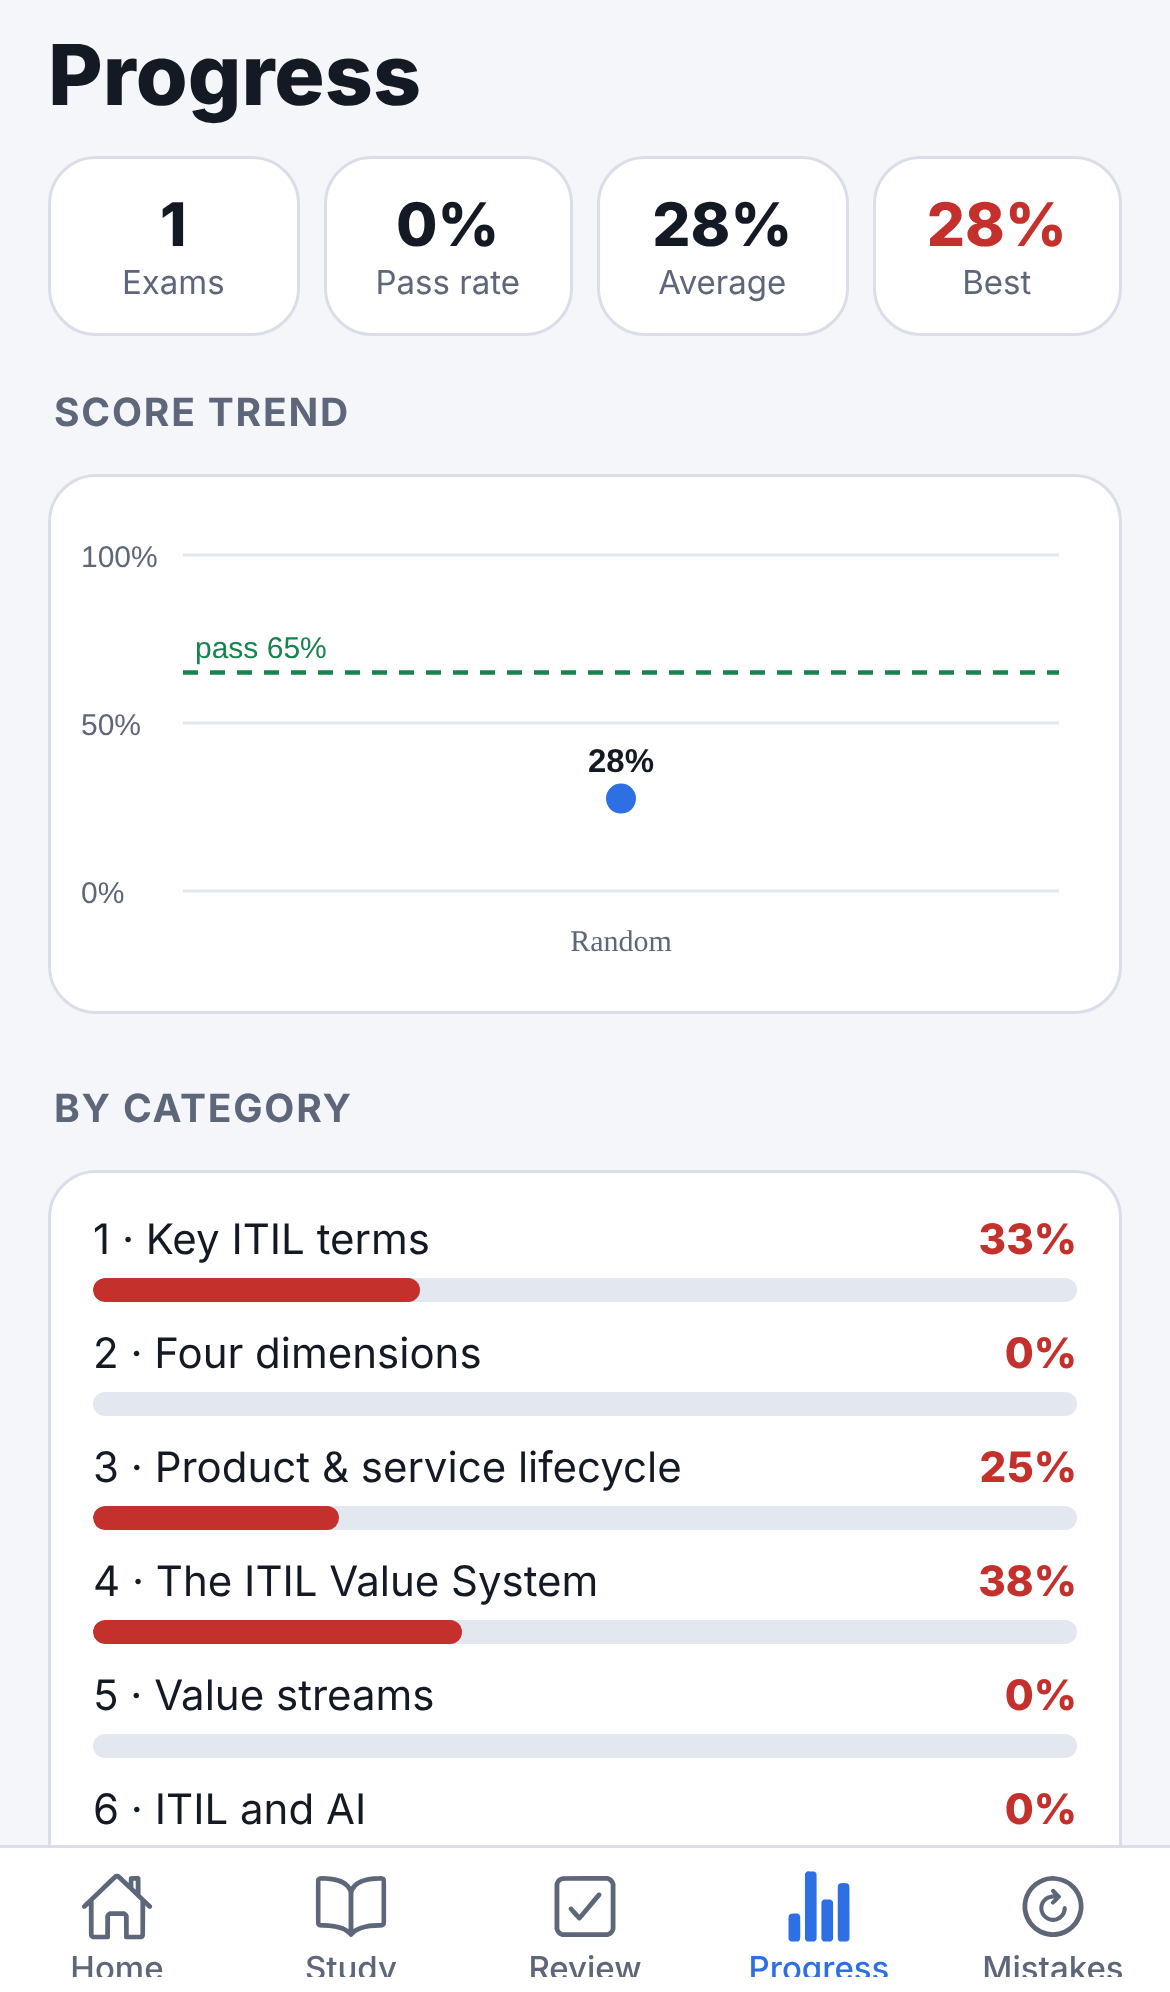 Progress
1
Exams
0%
Pass rate
28%
Average
28%
Best
SCORE TREND
100%
pass 65%
50%
28%
0%
Random
BY CATEGORY
1 · Key ITIL terms 33%
2 · Four dimensions 0%
3 · Product & service lifecycle 25%
4 · The ITIL Value System 38%
5 · Value streams 0%
6 · ITIL and AI 0%
Home Study Review Progress Mistakes